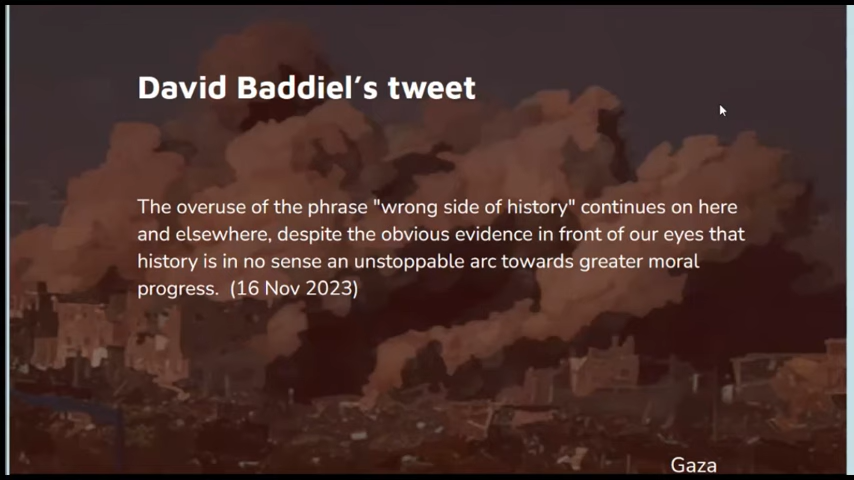 David Baddiel's tweet
The overuse of the phrase "wrong side of history" continues on here
and elsewhere, despite the obvious evidence in front of our eyes that
history is in no sense an unstoppable arc towards greater moral
progress.  (16 Nov 2023)
Gaza